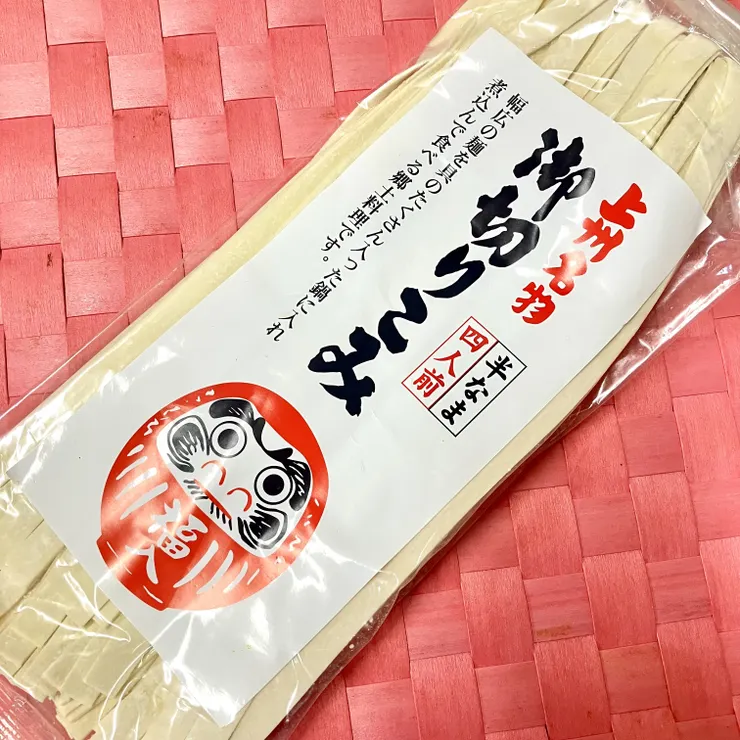 上州名物
御切りこみ
半なま
四人前
幅広の麺を具のたくさん入った鍋に入れ
煮込んで食べる郷土料理です。
福入